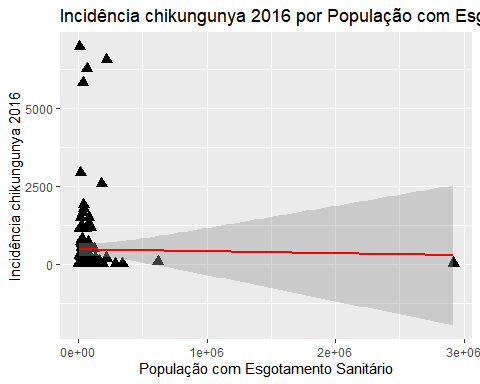 Incidência chikungunya 2016 por População com Esg
Incidência chikungunya 2016
5000
2500
0
0e+00
1e+06
2e+06
3e+06
População com Esgotamento Sanitário